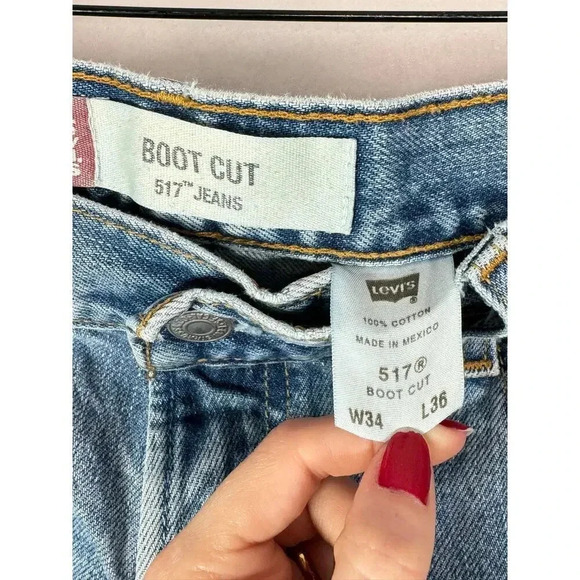 BOOT CUT
517™ JEANS
Levi's
®
100% COTTON
MADE IN MEXICO
517®
BOOT CUT
W34 L36